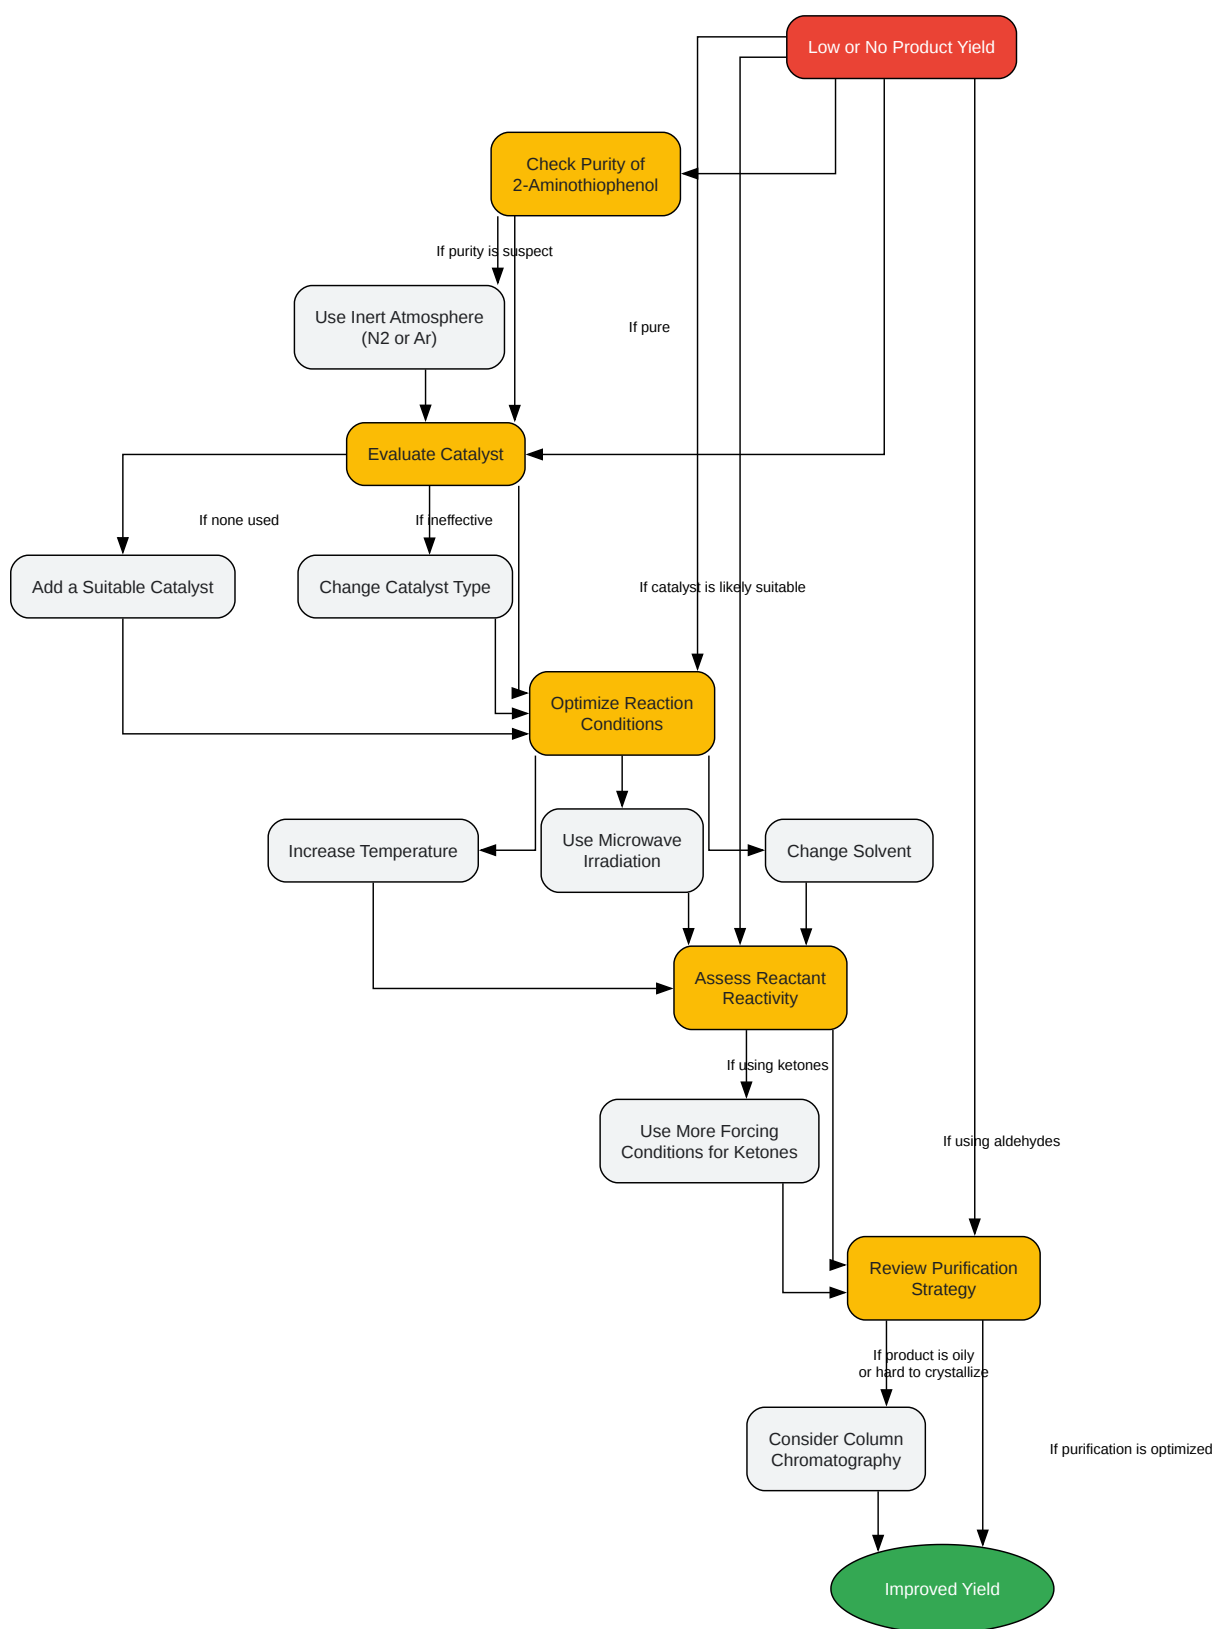 Low or No Product Yield
Check Purity of
2-Aminothiophenol
If purity is suspect
Use Inert Atmosphere
(N2 or Ar)
If pure
Evaluate Catalyst
If none used
If ineffective
Add a Suitable Catalyst
Change Catalyst Type
If catalyst is likely suitable
Optimize Reaction
Conditions
Increase Temperature
Use Microwave
Irradiation
Change Solvent
Assess Reactant
Reactivity
If using ketones
Use More Forcing
Conditions for Ketones
If using aldehydes
Review Purification
Strategy
If product is oily
or hard to crystallize
Consider Column
Chromatography
If purification is optimized
Improved Yield